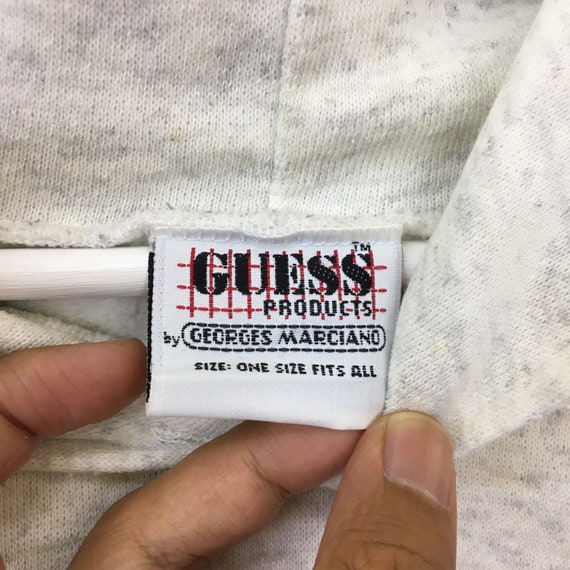 GUESS™
PRODUCTS
by GEORGES MARCIANO
SIZE: ONE SIZE FITS ALL